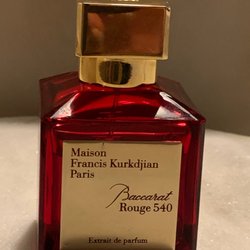 Maison
Francis Kurkdjian
Paris
Baccarat
Rouge 540
Extrait de parfum